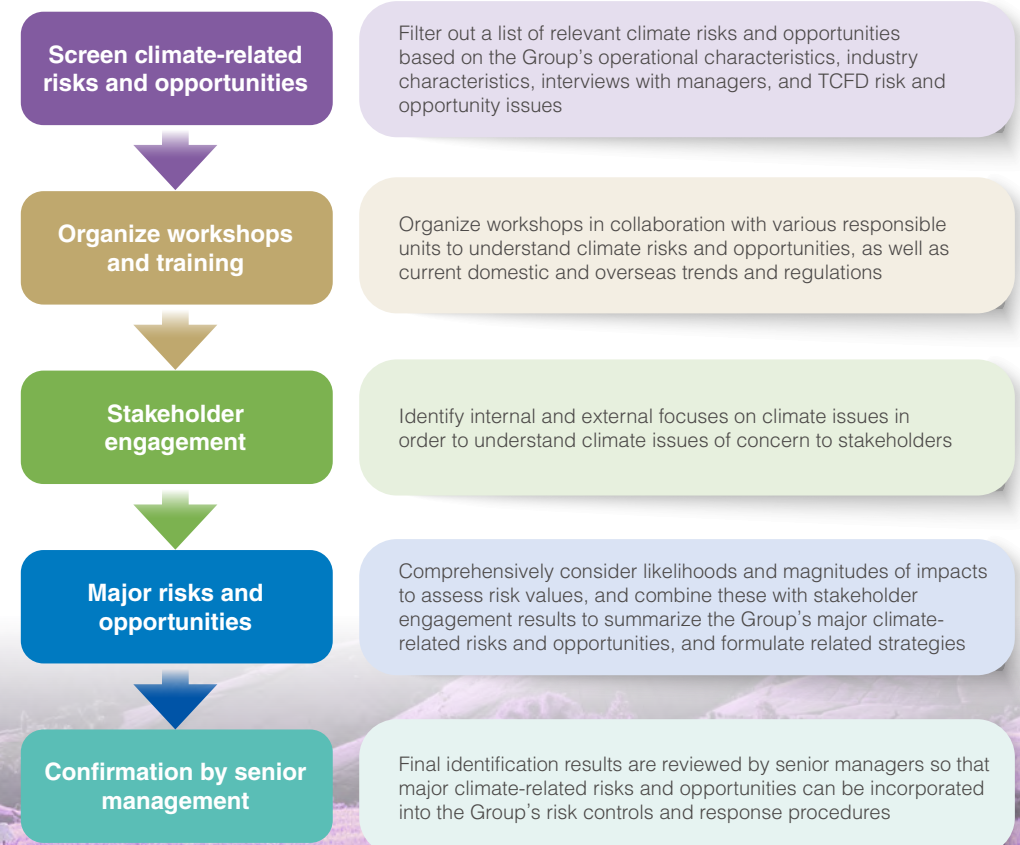 Screen climate-related
risks and opportunities
Filter out a list of relevant climate risks and opportunities
based on the Group's operational characteristics, industry
characteristics, interviews with managers, and TCFD risk and
opportunity issues
Organize workshops
and training
Organize workshops in collaboration with various responsible
units to understand climate risks and opportunities, as well as
current domestic and overseas trends and regulations
Stakeholder
engagement
Identify internal and external focuses on climate issues in
order to understand climate issues of concern to stakeholders
Major risks and
opportunities
Comprehensively consider likelihoods and magnitudes of impacts
to assess risk values, and combine these with stakeholder
engagement results to summarize the Group's major climate-
related risks and opportunities, and formulate related strategies
Confirmation by senior
management
Final identification results are reviewed by senior managers so that
major climate-related risks and opportunities can be incorporated
into the Group's risk controls and response procedures